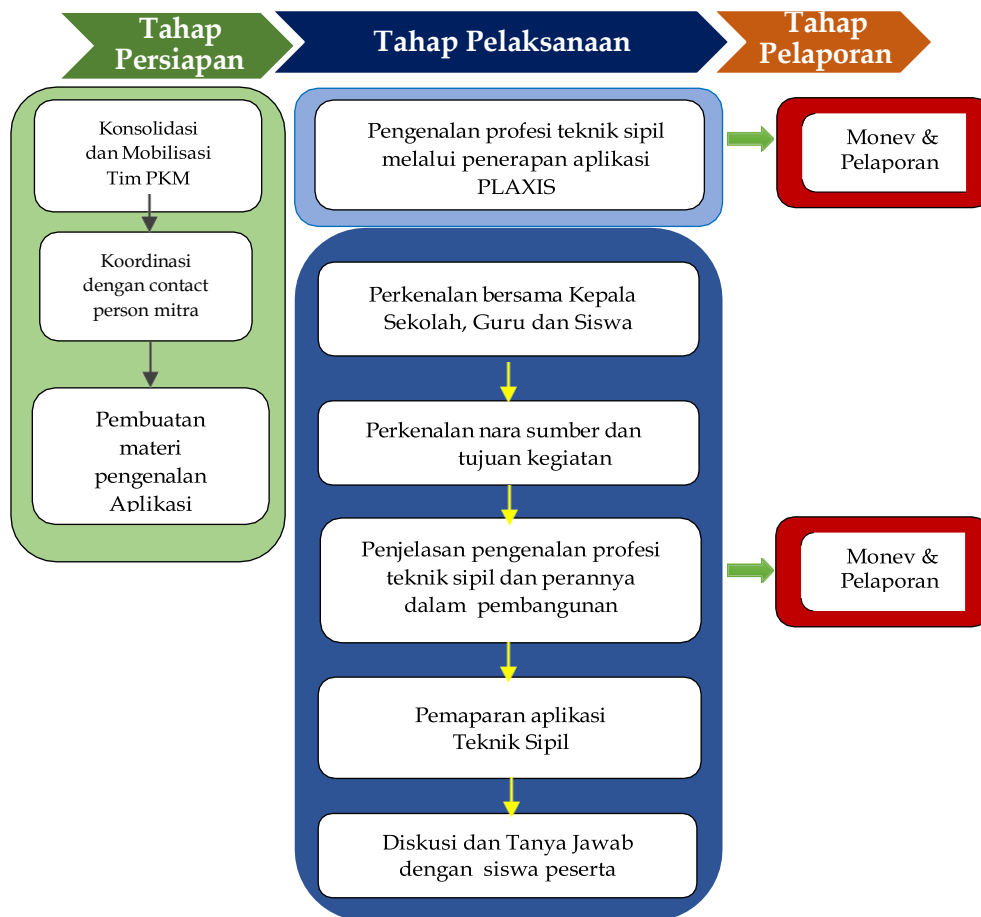 Tahap
Persiapan
Tahap Pelaksanaan
Tahap
Pelaporan
Konsolidasi
dan Mobilisasi
Tim PKM
Koordinasi
dengan contact
person mitra
Pembuatan
materi
pengenalan
Aplikasi
Pengenalan profesi teknik sipil
melalui penerapan aplikasi
PLAXIS
Perkenalan bersama Kepala
Sekolah, Guru dan Siswa
Perkenalan nara sumber dan
tujuan kegiatan
Penjelasan pengenalan profesi
teknik sipil dan perannya
dalam pembangunan
Pemaparan aplikasi
Teknik Sipil
Diskusi dan Tanya Jawab
dengan siswa peserta
Monev &
Pelaporan
Monev &
Pelaporan